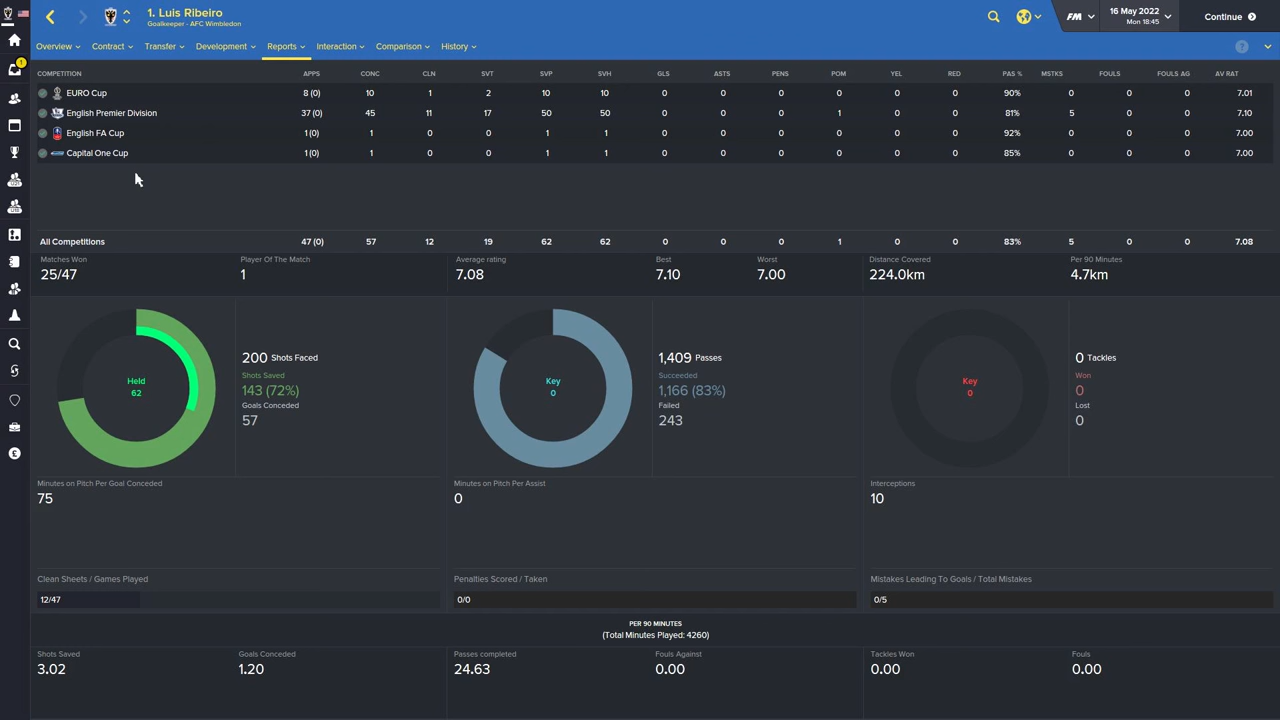 1. Luis Ribeiro
Goalkeeper - AFC Wimbledon
FM
16 May 2022
Mon 18:45
Continue
Overview Contract Transfer Development Reports Interaction Comparison History
?
1
COMPETITION APPS CONC CLN SVT SVP SVH GLS ASTS PENS POM YEL RED PAS % MSTKS FOULS FOULS AG AV RAT
EURO Cup 8 (0) 10 1 2 10 10 0 0 0 0 0 0 90% 0 0 0 7.01
English Premier Division 37 (0) 45 11 17 50 50 0 0 0 1 0 0 81% 5 0 0 7.10
English FA Cup 1 (0) 1 0 0 1 1 0 0 0 0 0 0 92% 0 0 0 7.00
Capital One Cup 1 (0) 1 0 0 1 1 0 0 0 0 0 0 85% 0 0 0 7.00
All Competitions 47 (0) 57 12 19 62 62 0 0 0 1 0 0 83% 5 0 0 7.08
Matches Won Player Of The Match Average rating Best Worst Distance Covered Per 90 Minutes
25/47 1 7.08 7.10 7.00 224.0km 4.7km
Held
62
200 Shots Faced
Shots Saved
143 (72%)
Goals Conceded
57
Key
0
1,409 Passes
Succeeded
1,166 (83%)
Failed
243
Key
0
0 Tackles
Won
0
Lost
0
Minutes on Pitch Per Goal Conceded Minutes on Pitch Per Assist Interceptions
75 0 10
Clean Sheets / Games Played Penalties Scored / Taken Mistakes Leading To Goals / Total Mistakes
12/47 0/0 0/5
PER 90 MINUTES
(Total Minutes Played: 4260)
Shots Saved Goals Conceded Passes completed Fouls Against Tackles Won Fouls
3.02 1.20 24.63 0.00 0.00 0.00